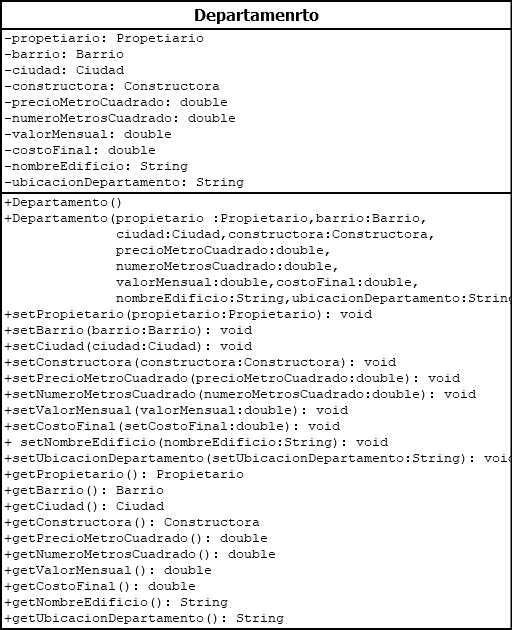 Departamenrto
-propetiario: Propetiario
-barrio: Barrio
-ciudad: Ciudad
-constructora: Constructora
-precioMetroCuadrado: double
-numeroMetrosCuadrado: double
-valorMensual: double
-costoFinal: double
-nombreEdificio: String
-ubicacionDepartamento: String
+Departamento()
+Departamento(propietario :Propietario,barrio:Barrio,
ciudad:Ciudad,constructora:Constructora,
precioMetroCuadrado:double,
numeroMetrosCuadrado:double,
valorMensual:double,costoFinal:double,
nombreEdificio:String,ubicacionDepartamento:String
+setPropietario(propietario:Propietario): void
+setBarrio(barrio:Barrio): void
+setCiudad(ciudad:Ciudad): void
+setConstructora(constructora:Constructora): void
+setPrecioMetroCuadrado(precioMetroCuadrado:double): void
+setNumeroMetrosCuadrado(numeroMetrosCuadrado:double): void
+setValorMensual(valorMensual:double): void
+setCostoFinal(setCostoFinal:double): void
+ setNombreEdificio(nombreEdificio:String): void
+setUbicacionDepartamento(setUbicacionDepartamento:String): void
+getPropietario(): Propietario
+getBarrio(): Barrio
+getCiudad(): Ciudad
+getConstructora(): Constructora
+getPrecioMetroCuadrado(): double
+getNumeroMetrosCuadrado(): double
+getValorMensual(): double
+getCostoFinal(): double
+getNombreEdificio(): String
+getUbicacionDepartamento(): String